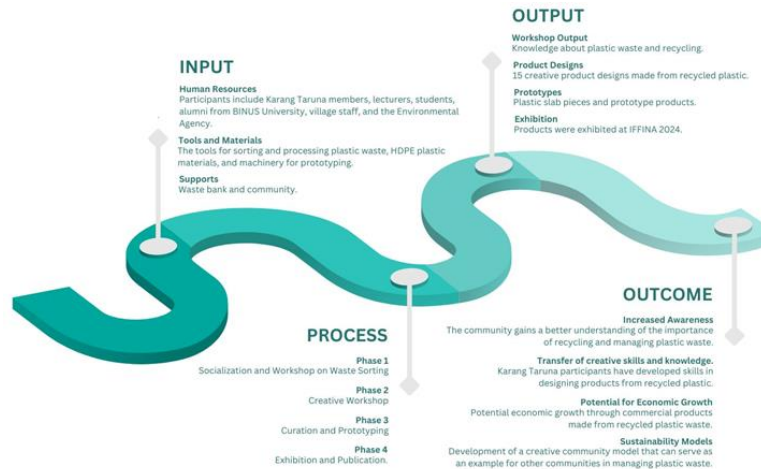 INPUT
Human Resources
Participants include Karang Taruna members, lecturers, students,
alumni from BINUS University, village staff, and the Environmental
Agency.
Tools and Materials
The tools for sorting and processing plastic waste, HDPE plastic
materials, and machinery for prototyping.
Supports
Waste bank and community.
PROCESS
Phase 1
Socialization and Workshop on Waste Sorting
Phase 2
Creative Workshop
Phase 3
Curation and Prototyping
Phase 4
Exhibition and Publication.
OUTPUT
Workshop Output
Knowledge about plastic waste and recycling.
Product Designs
15 creative product designs made from recycled plastic.
Prototypes
Plastic slab pieces and prototype products.
Exhibition
Products were exhibited at IFFINA 2024.
OUTCOME
Increased Awareness
The community gains a better understanding of the importance
of recycling and managing plastic waste.
Transfer of creative skills and knowledge.
Karang Taruna participants have developed skills in
designing products from recycled plastic.
Potential for Economic Growth
Potential economic growth through commercial products
made from recycled plastic waste.
Sustainability Models
Development of a creative community model that can serve as
an example for other communities in managing plastic waste.